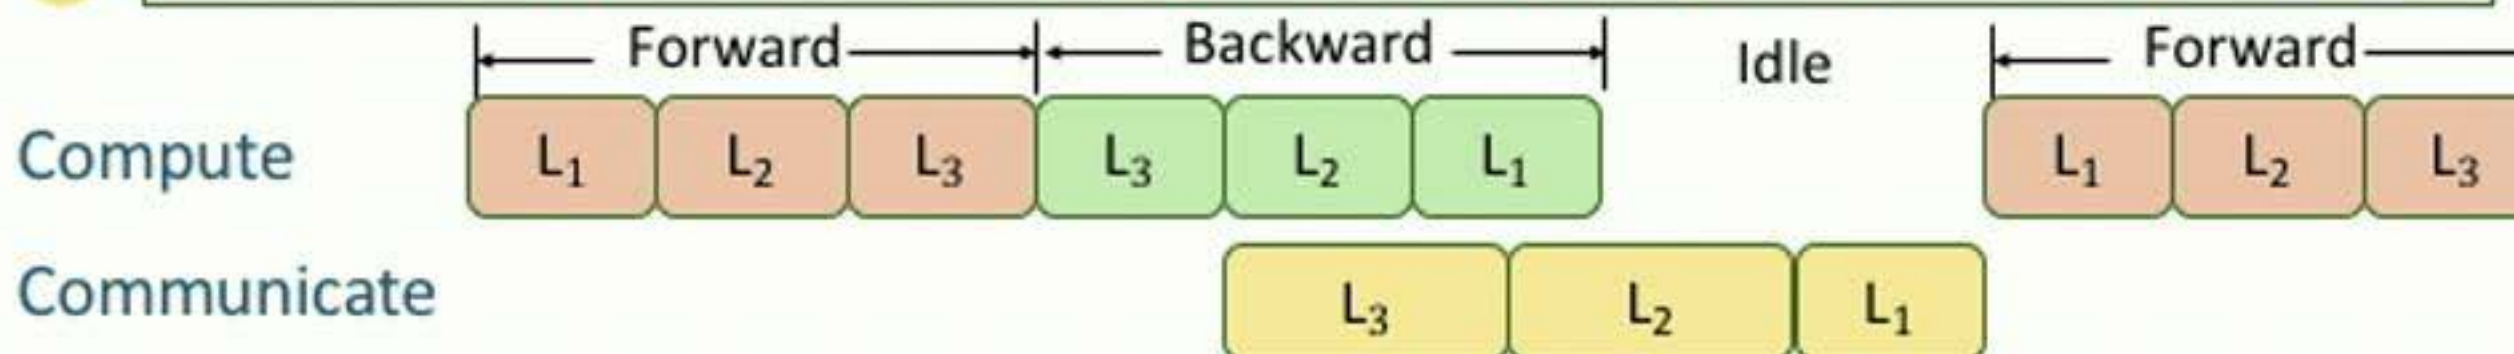 Forward Backward Idle Forward
Compute L₁ L₂ L₃ L₃ L₂ L₁ L₁ L₂ L₃
Communicate L₃ L₂ L₁